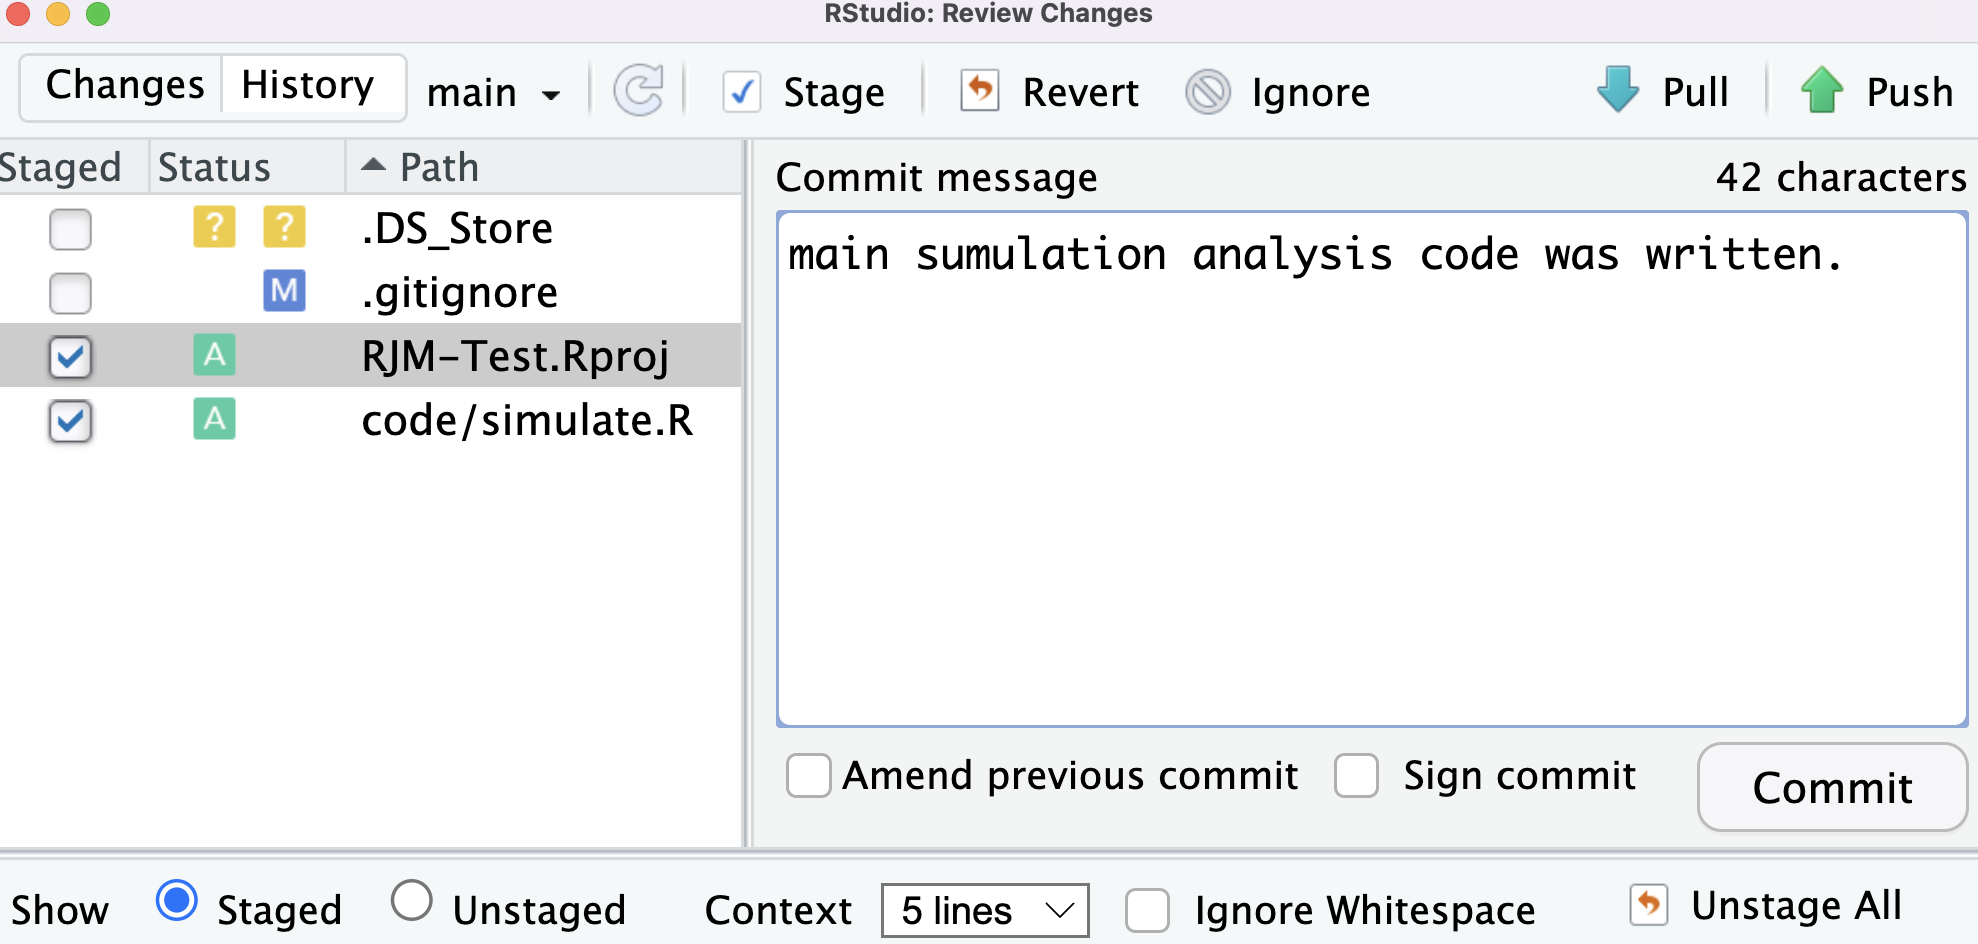 RStudio: Review Changes
Changes History main Stage Revert Ignore Pull Push
Staged Status Path
Commit message 42 characters
? ? .DS_Store
M .gitignore
A RJM-Test.Rproj
A code/simulate.R
main sumulation analysis code was written.
Amend previous commit Sign commit Commit
Show Staged Unstaged Context 5 lines Ignore Whitespace Unstage All